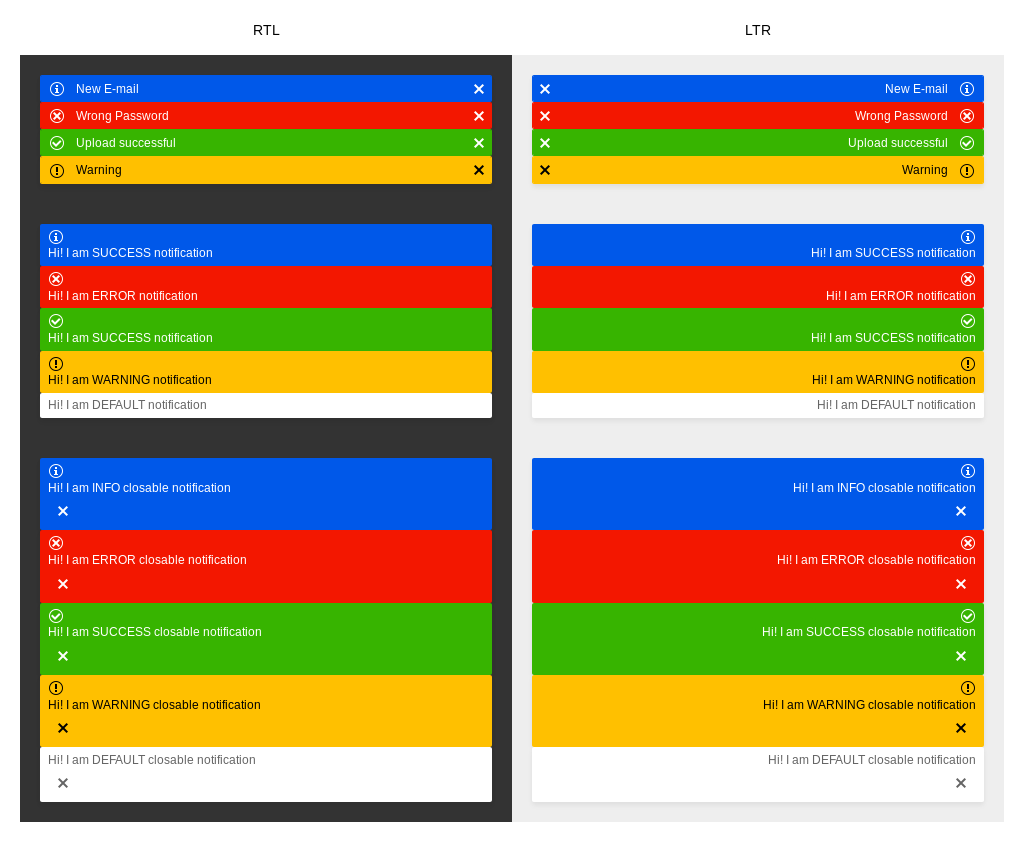 RTL
LTR
New E-mail
Wrong Password
Upload successful
Warning
Hi! I am SUCCESS notification
Hi! I am ERROR notification
Hi! I am SUCCESS notification
Hi! I am WARNING notification
Hi! I am DEFAULT notification
Hi! I am INFO closable notification
Hi! I am ERROR closable notification
Hi! I am SUCCESS closable notification
Hi! I am WARNING closable notification
Hi! I am DEFAULT closable notification
New E-mail
Wrong Password
Upload successful
Warning
Hi! I am SUCCESS notification
Hi! I am ERROR notification
Hi! I am SUCCESS notification
Hi! I am WARNING notification
Hi! I am DEFAULT notification
Hi! I am INFO closable notification
Hi! I am ERROR closable notification
Hi! I am SUCCESS closable notification
Hi! I am WARNING closable notification
Hi! I am DEFAULT closable notification